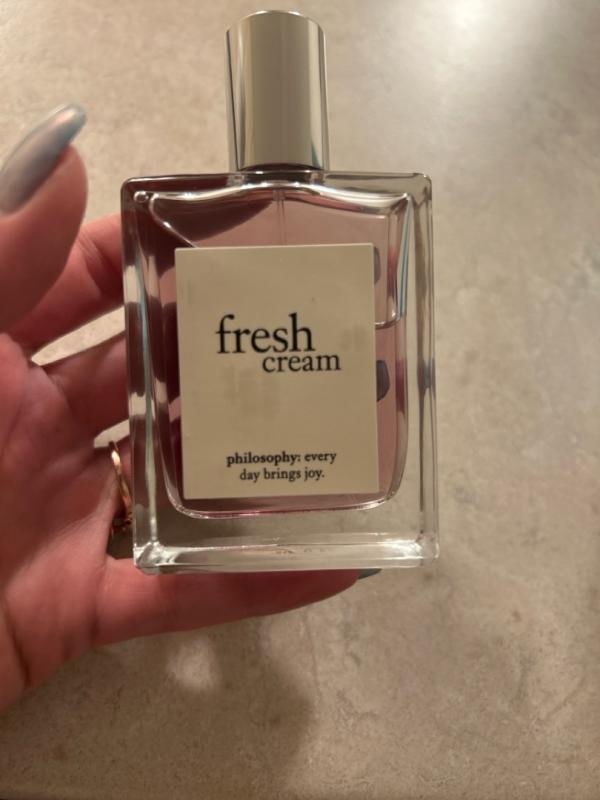 fresh
cream
philosophy: every
day brings joy.